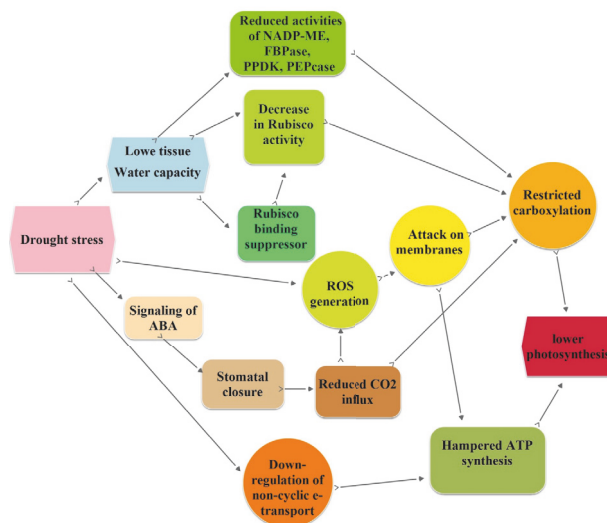 Reduced activities
of NADP-ME,
FBPase,
PPDK, PEPcase
Decrease
in Rubisco
activity
Lowe tissue
Water capacity
Restricted
carboxylation
Rubisco
binding
suppressor
Attack on
membranes
Drought stress
ROS
generation
Signaling of
ABA
lower
photosynthesis
Stomatal
closure
Reduced CO2
influx
Hampered ATP
synthesis
Down-
regulation of
non-cyclic e-
transport